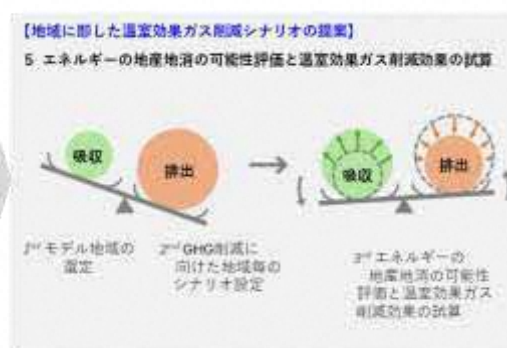 【地域に即した温室効果ガス削減シナリオの提案】
5 エネルギーの地産地消の可能性評価と温室効果ガス削減効果の試算
吸収
排出
吸収
排出
モデル地域の
選定
2nd GHG削減に
向けた地域毎の
シナリオ設定
3rd エネルギーの
地産地消の可能性
評価と温室効果ガス
削減効果の試算